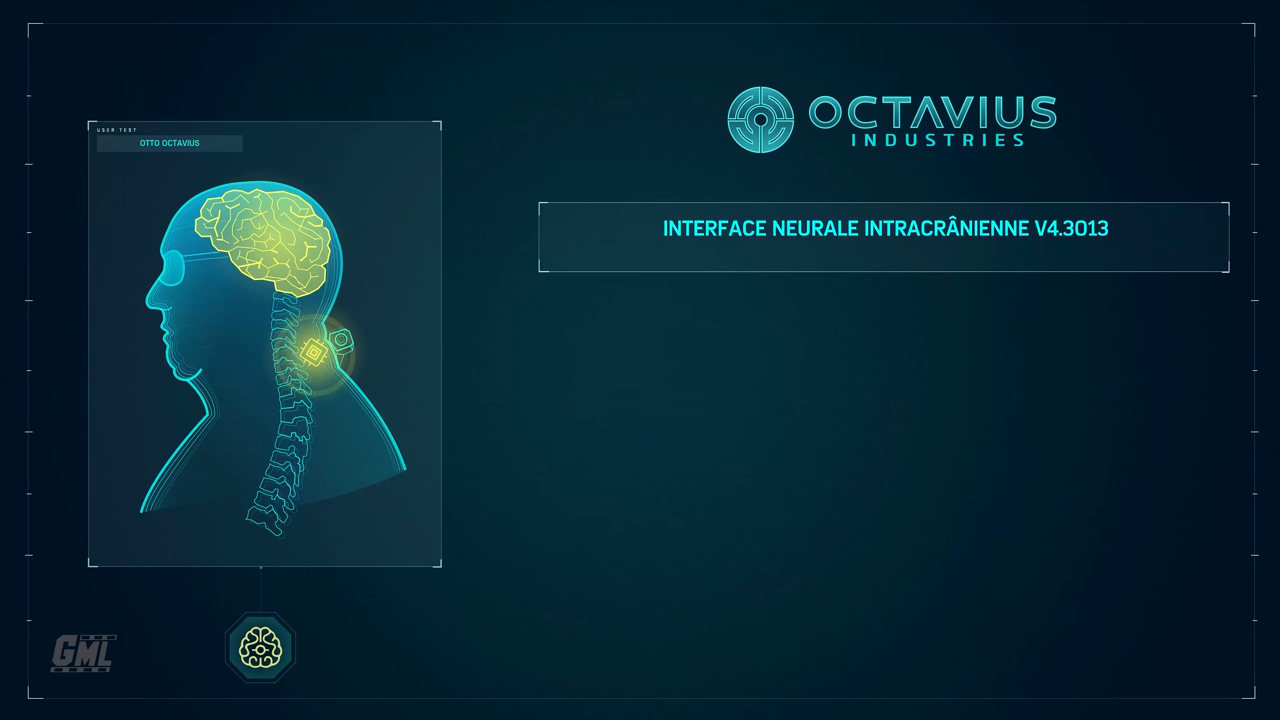 OCTAVIUS
INDUSTRIES
USER TEST
OTTO OCTAVIUS
INTERFACE NEURALE INTRACRÂNIENNE V4.3013
GML